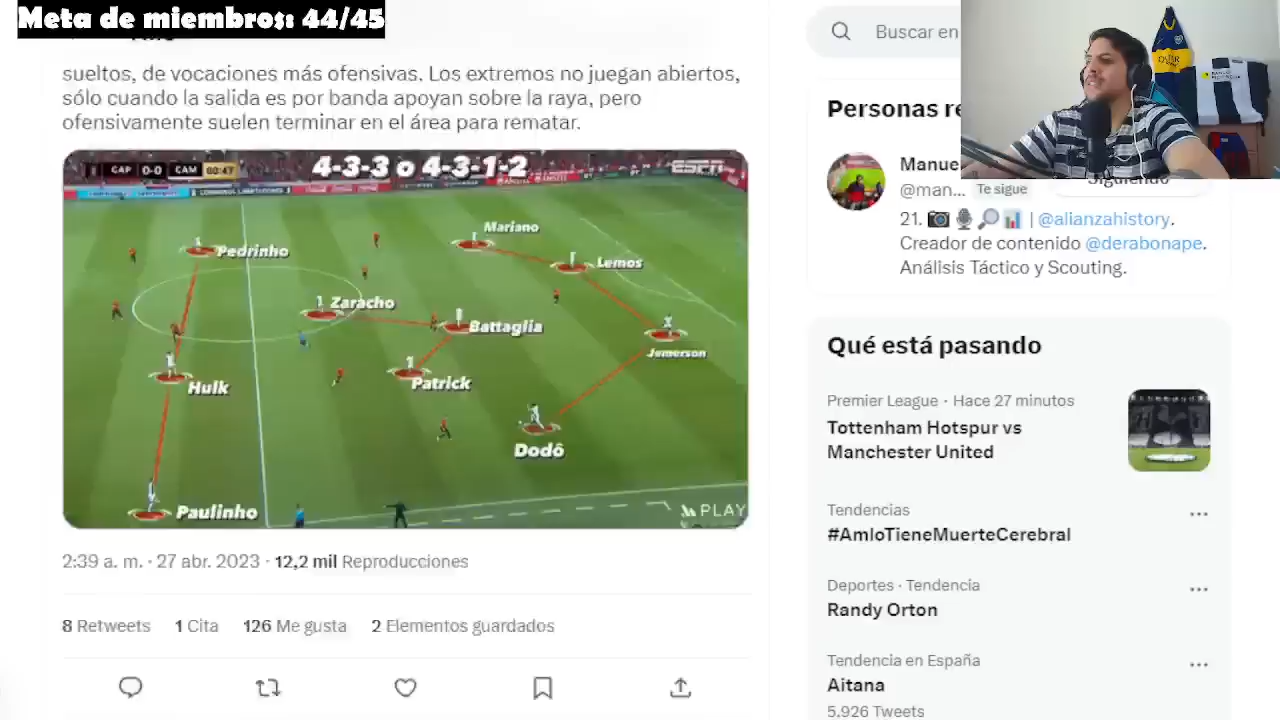 Meta de miembros: 44/45
sueltos, de vocaciones más ofensivas. Los extremos no juegan abiertos,
sólo cuando la salida es por banda apoyan sobre la raya, pero
ofensivamente suelen terminar en el área para rematar.
CAP 0-0 CAM 00:47
4-3-3 o 4-3-1-2
ESPN
Mariano
Pedrinho
Lemos
Zaracho
Battaglia
Jemerson
Patrick
Hulk
Dodô
Paulinho
PLAY
2:39 a. m. · 27 abr. 2023 · 12,2 mil Reproducciones
8 Retweets 1 Cita 126 Me gusta 2 Elementos guardados
Buscar en
Personas re
Manue
@man... Te sigue
Siguiendo
21. | @alianzahistory.
Creador de contenido @derabonape.
Análisis Táctico y Scouting.
Qué está pasando
Premier League · Hace 27 minutos
Tottenham Hotspur vs
Manchester United
Tendencias
#AmloTieneMuerteCerebral
Deportes · Tendencia
Randy Orton
Tendencia en España
Aitana
5.926 Tweets